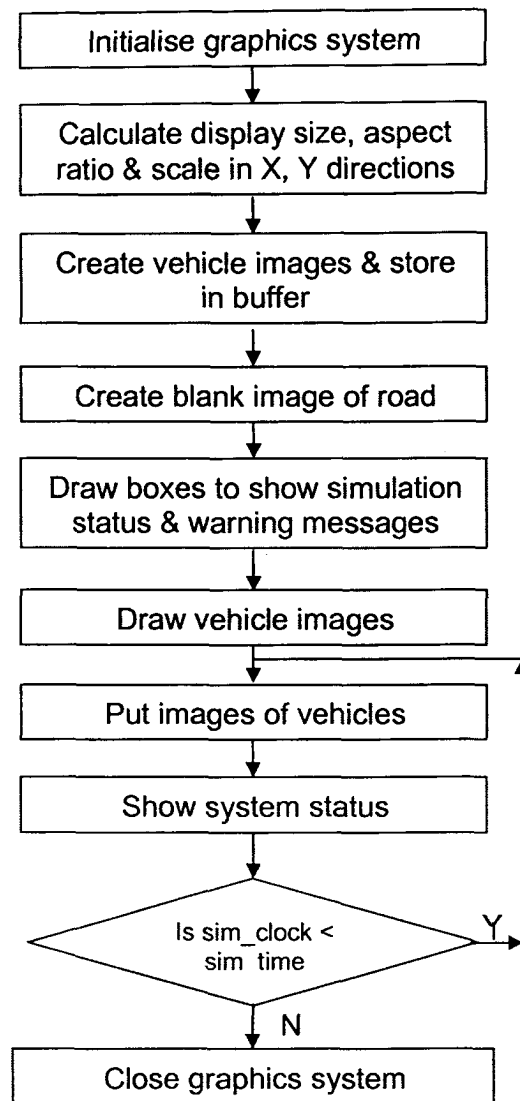 Initialise graphics system
Calculate display size, aspect
ratio & scale in X, Y directions
Create vehicle images & store
in buffer
Create blank image of road
Draw boxes to show simulation
status & warning messages
Draw vehicle images
Put images of vehicles
Show system status
Is sim_clock <
sim time
Y
N
Close graphics system